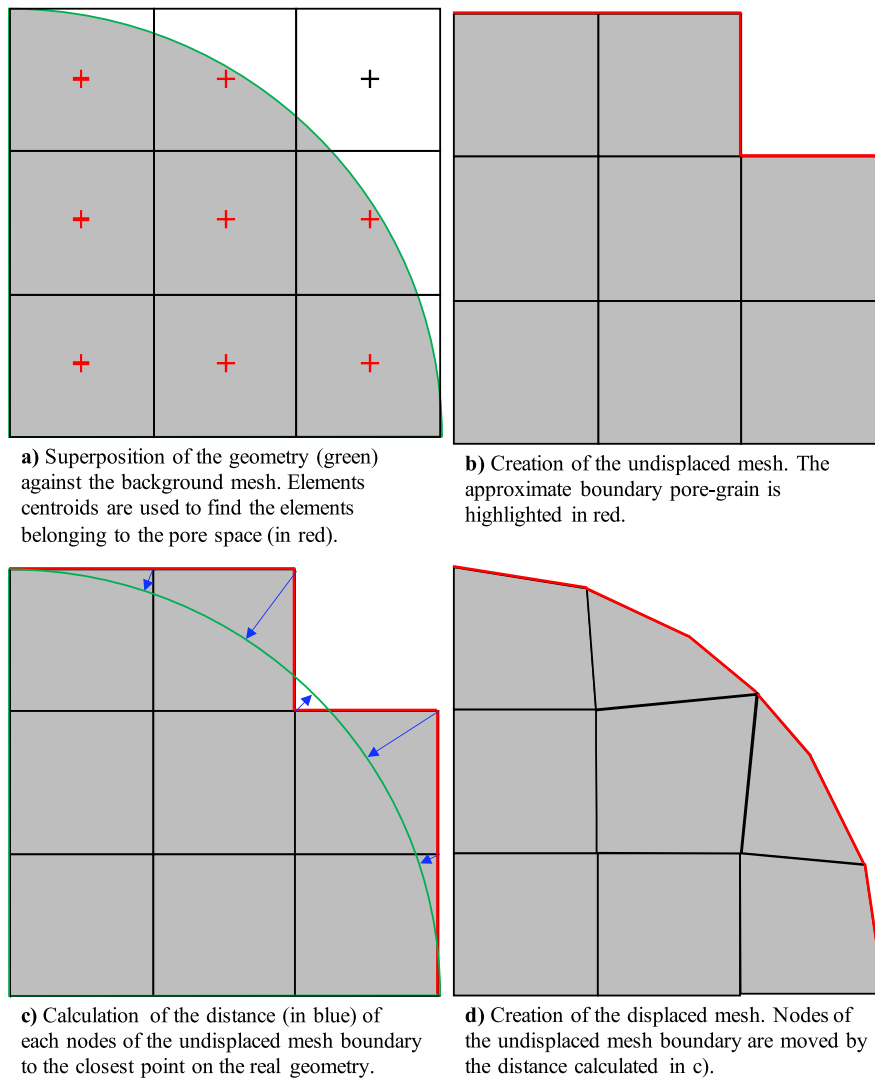 a) Superposition of the geometry (green)
against the background mesh. Elements
centroids are used to find the elements
belonging to the pore space (in red).
b) Creation of the undisplaced mesh. The
approximate boundary pore-grain is
highlighted in red.
c) Calculation of the distance (in blue) of
each nodes of the undisplaced mesh boundary
to the closest point on the real geometry.
d) Creation of the displaced mesh. Nodes of
the undisplaced mesh boundary are moved by
the distance calculated in c).